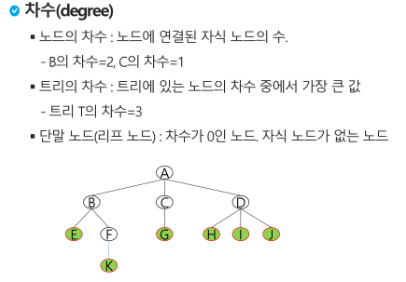 차수(degree)
▪ 노드의 차수 : 노드에 연결된 자식 노드의 수.
- B의 차수=2, C의 차수=1
▪ 트리의 차수 : 트리에 있는 노드의 차수 중에서 가장 큰 값
- 트리 T의 차수=3
▪ 단말 노드(리프 노드) : 차수가 0인 노드. 자식 노드가 없는 노드
A
B C D
E F G H I J
K